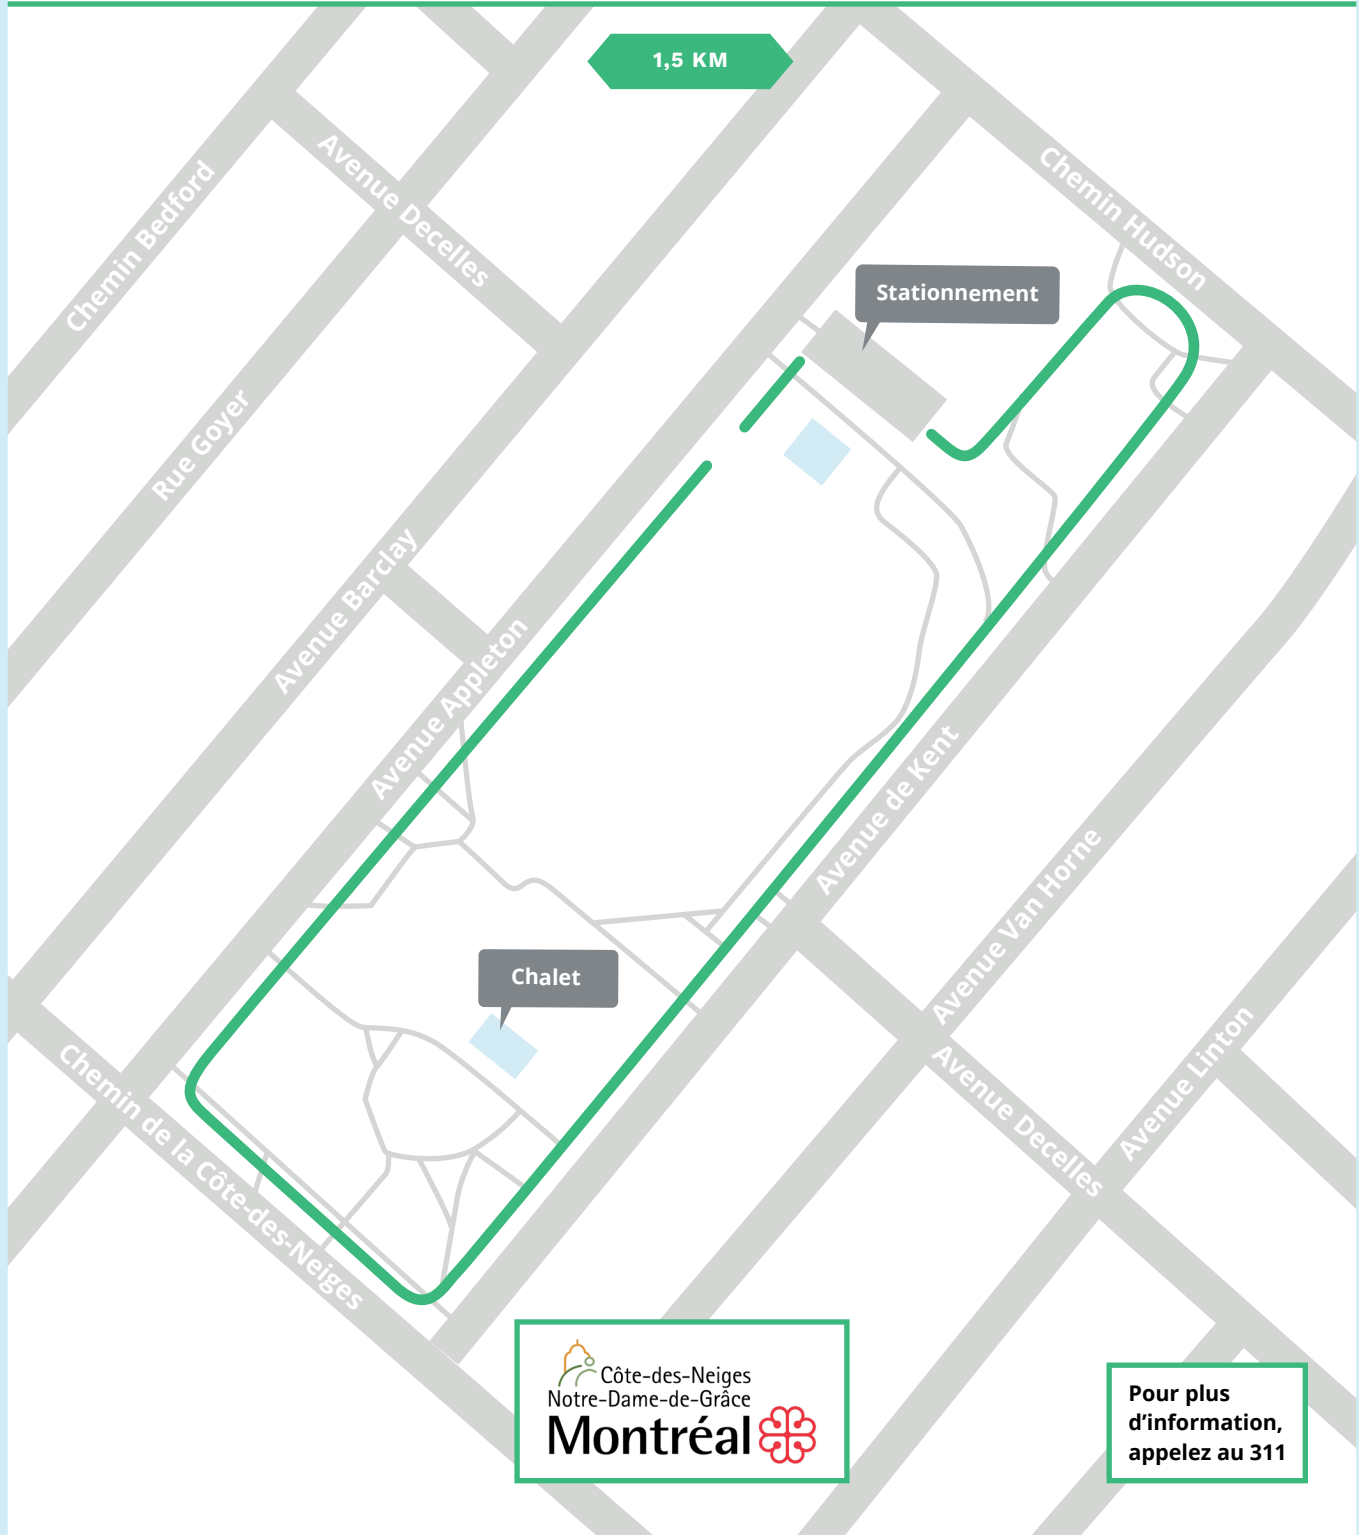 1,5 KM
Chemin Hudson
Avenue Decelles
Chemin Bedford
Stationnement
Rue Goyer
Avenue Barclay
Avenue Appleton
Avenue de Kent
Avenue Van Horne
Chalet
Avenue Linton
Avenue Decelles
Chemin de la Côte-des-Neiges
Côte-des-Neiges
Notre-Dame-de-Grâce
Montréal
Pour plus
d’information,
appelez au 311